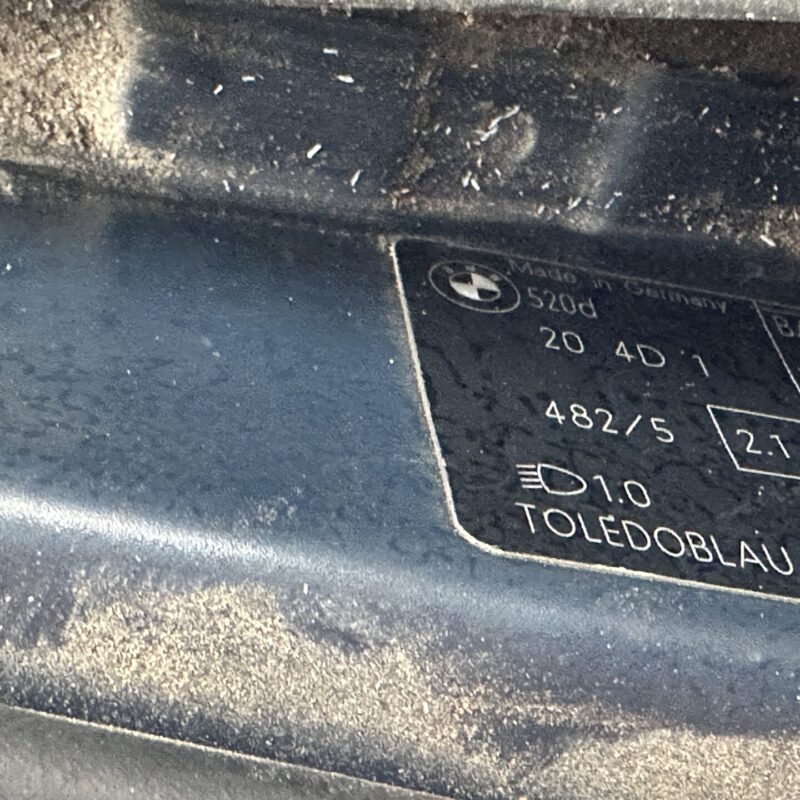 Made in Germany
520d
20 4D 1
482/5
2.1
1.0
TOLEDOBLAU